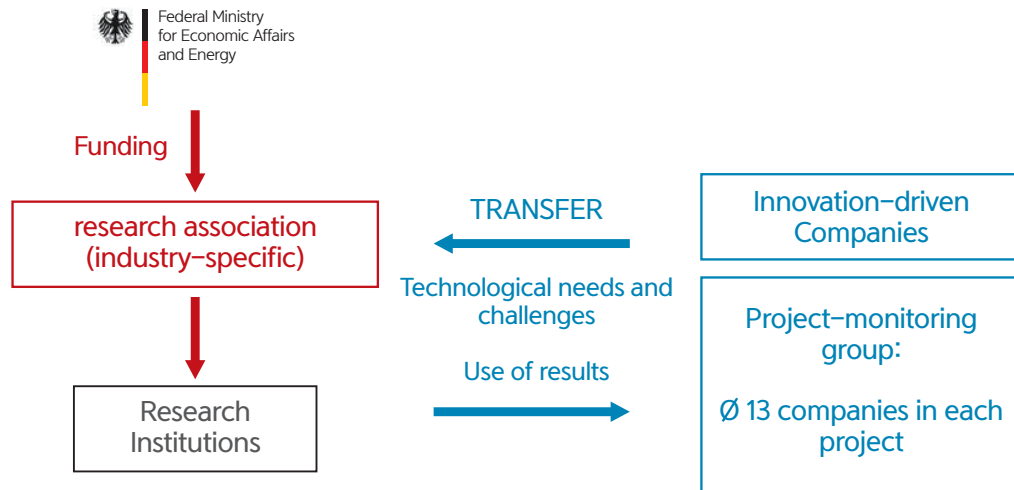 Federal Ministry
for Economic Affairs
and Energy
Funding
research association
(industry-specific)
TRANSFER
Technological needs and
challenges
Use of results
Innovation-driven
Companies
Project-monitoring
group:
Ø 13 companies in each
project
Research
Institutions